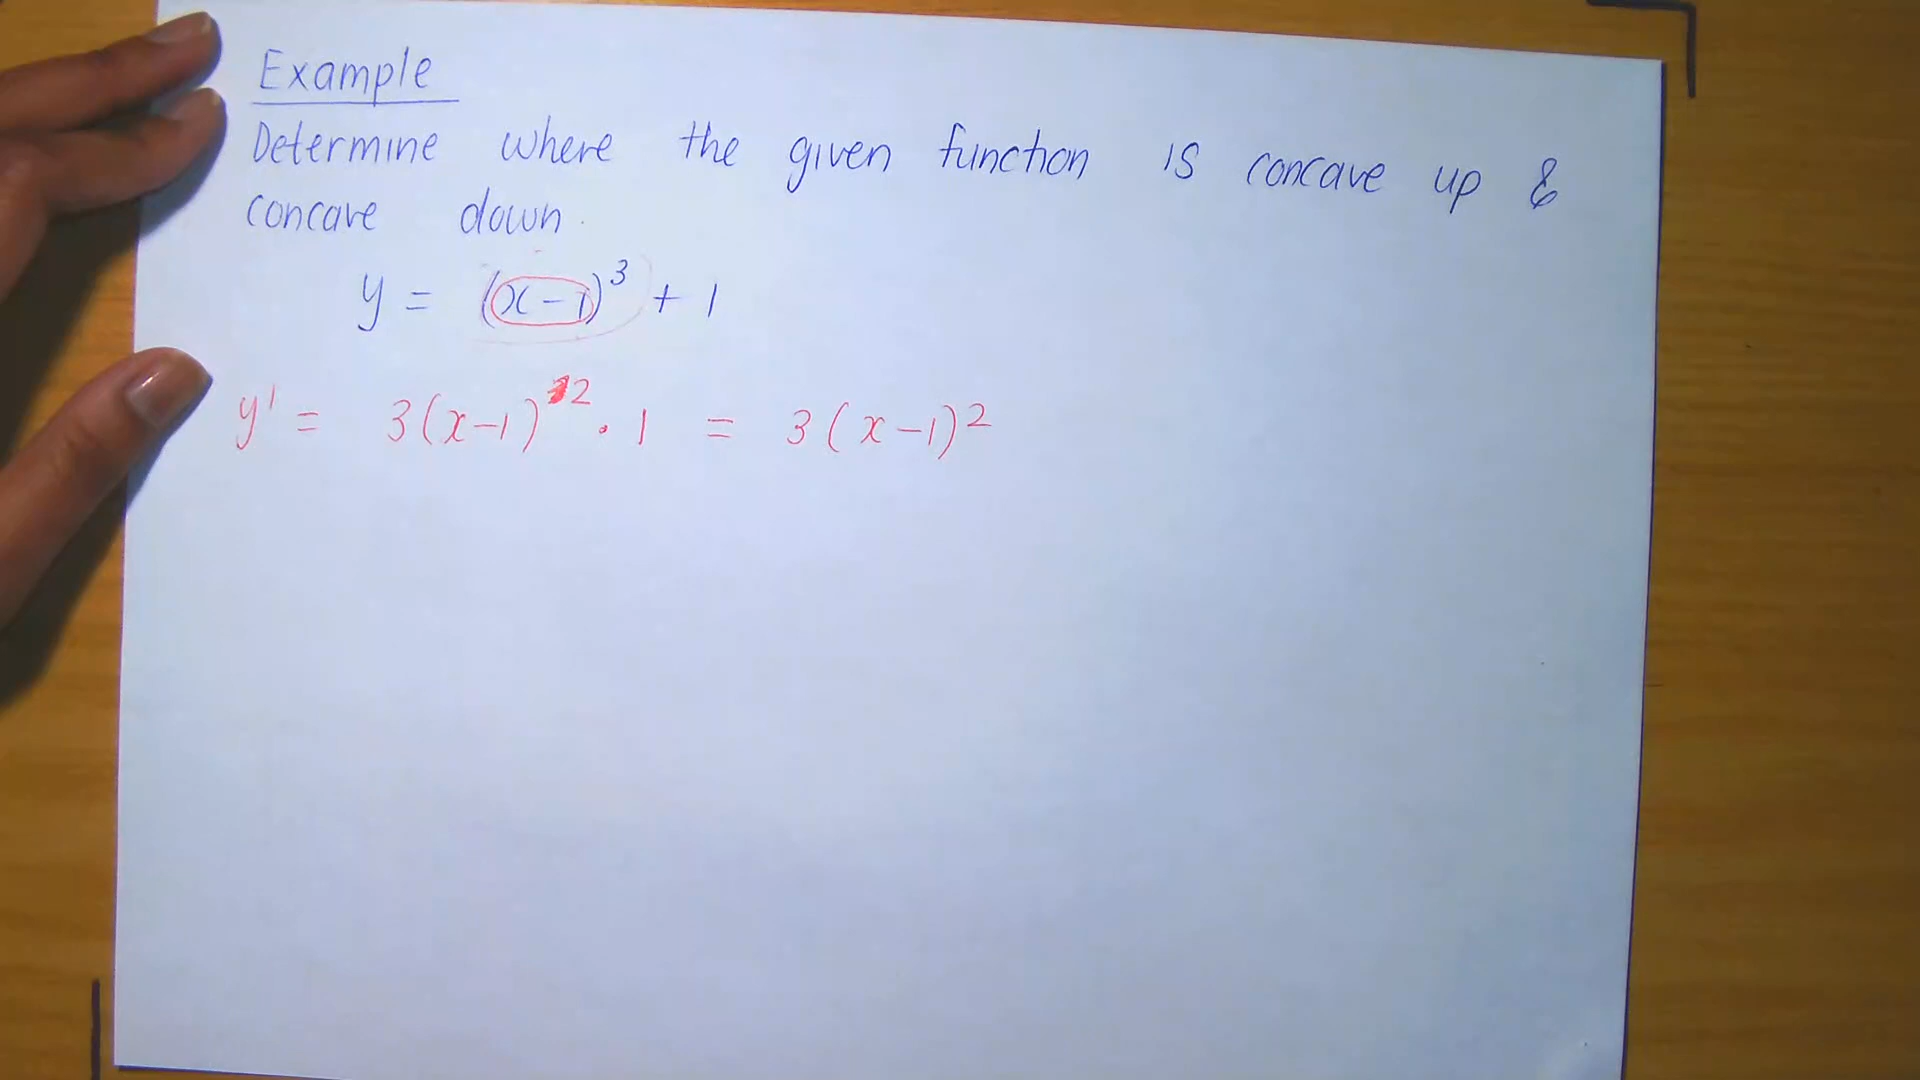 Example
Determine where the given function is concave up &
concave down.
y = (x-1)³ + 1
y' = 3(x-1)² · 1 = 3(x-1)²